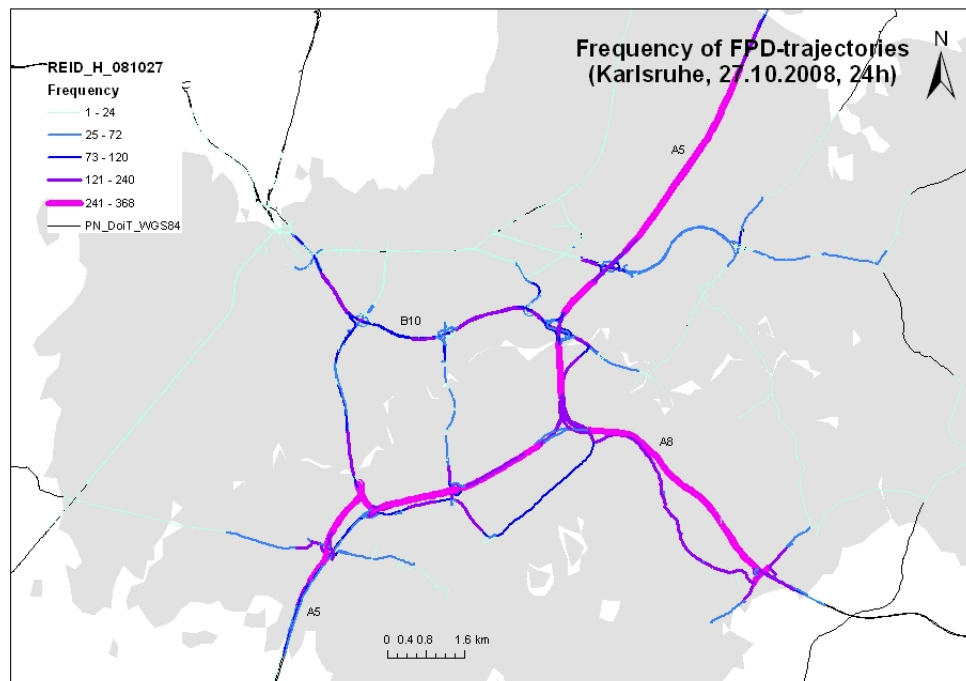 Frequency of FPD-trajectories
(Karlsruhe, 27.10.2008, 24h)
N
REID_H_081027
Frequency
1 - 24
25 - 72
73 - 120
121 - 240
241 - 368
PN_DoiT_WGS84
A5
B10
A8
A5
0 0.4 0.8 1.6 km